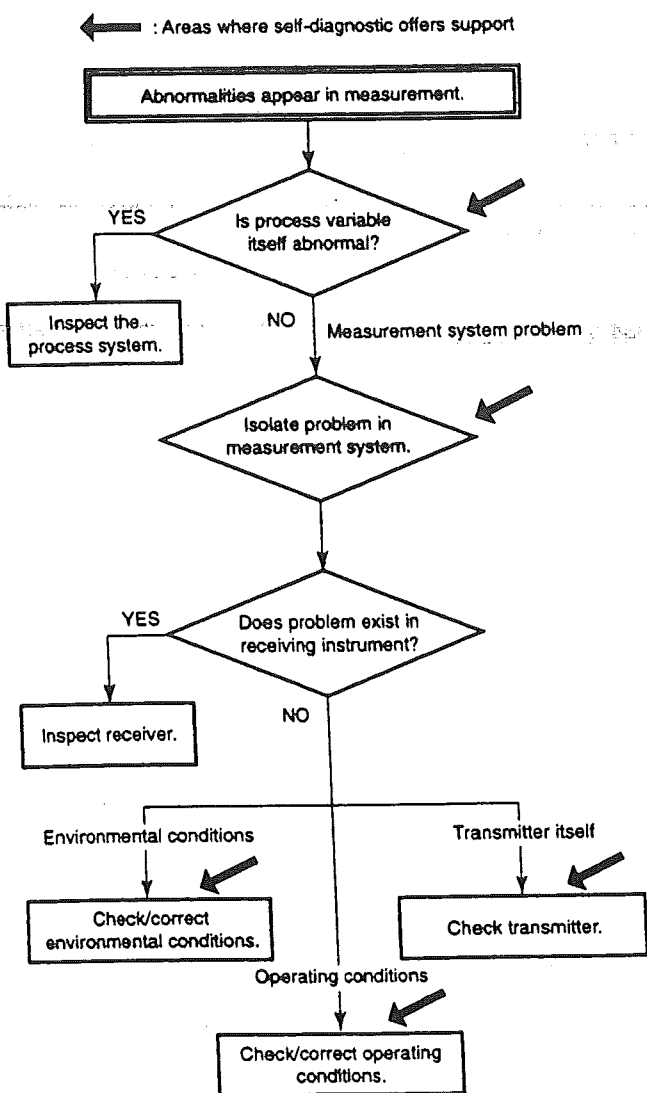 : Areas where self-diagnostic offers support
Abnormalities appear in measurement.
Is process variable
itself abnormal?
YES
Inspect the
process system.
NO
Measurement system problem
Isolate problem in
measurement system.
Does problem exist in
receiving instrument?
YES
Inspect receiver.
NO
Environmental conditions
Transmitter itself
Check/correct
environmental conditions.
Check transmitter.
Operating conditions
Check/correct operating
conditions.